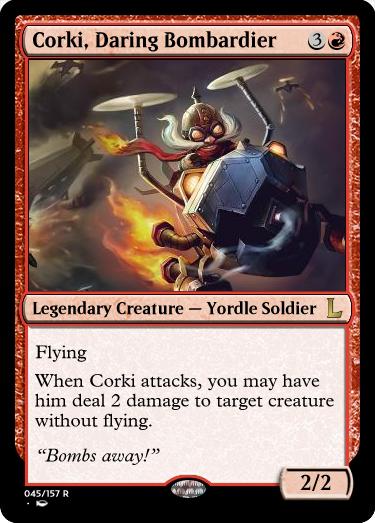 Corki, Daring Bombardier 3
Legendary Creature — Yordle Soldier L
Flying
When Corki attacks, you may have
him deal 2 damage to target creature
without flying.
“Bombs away!”
2/2
045/157 R